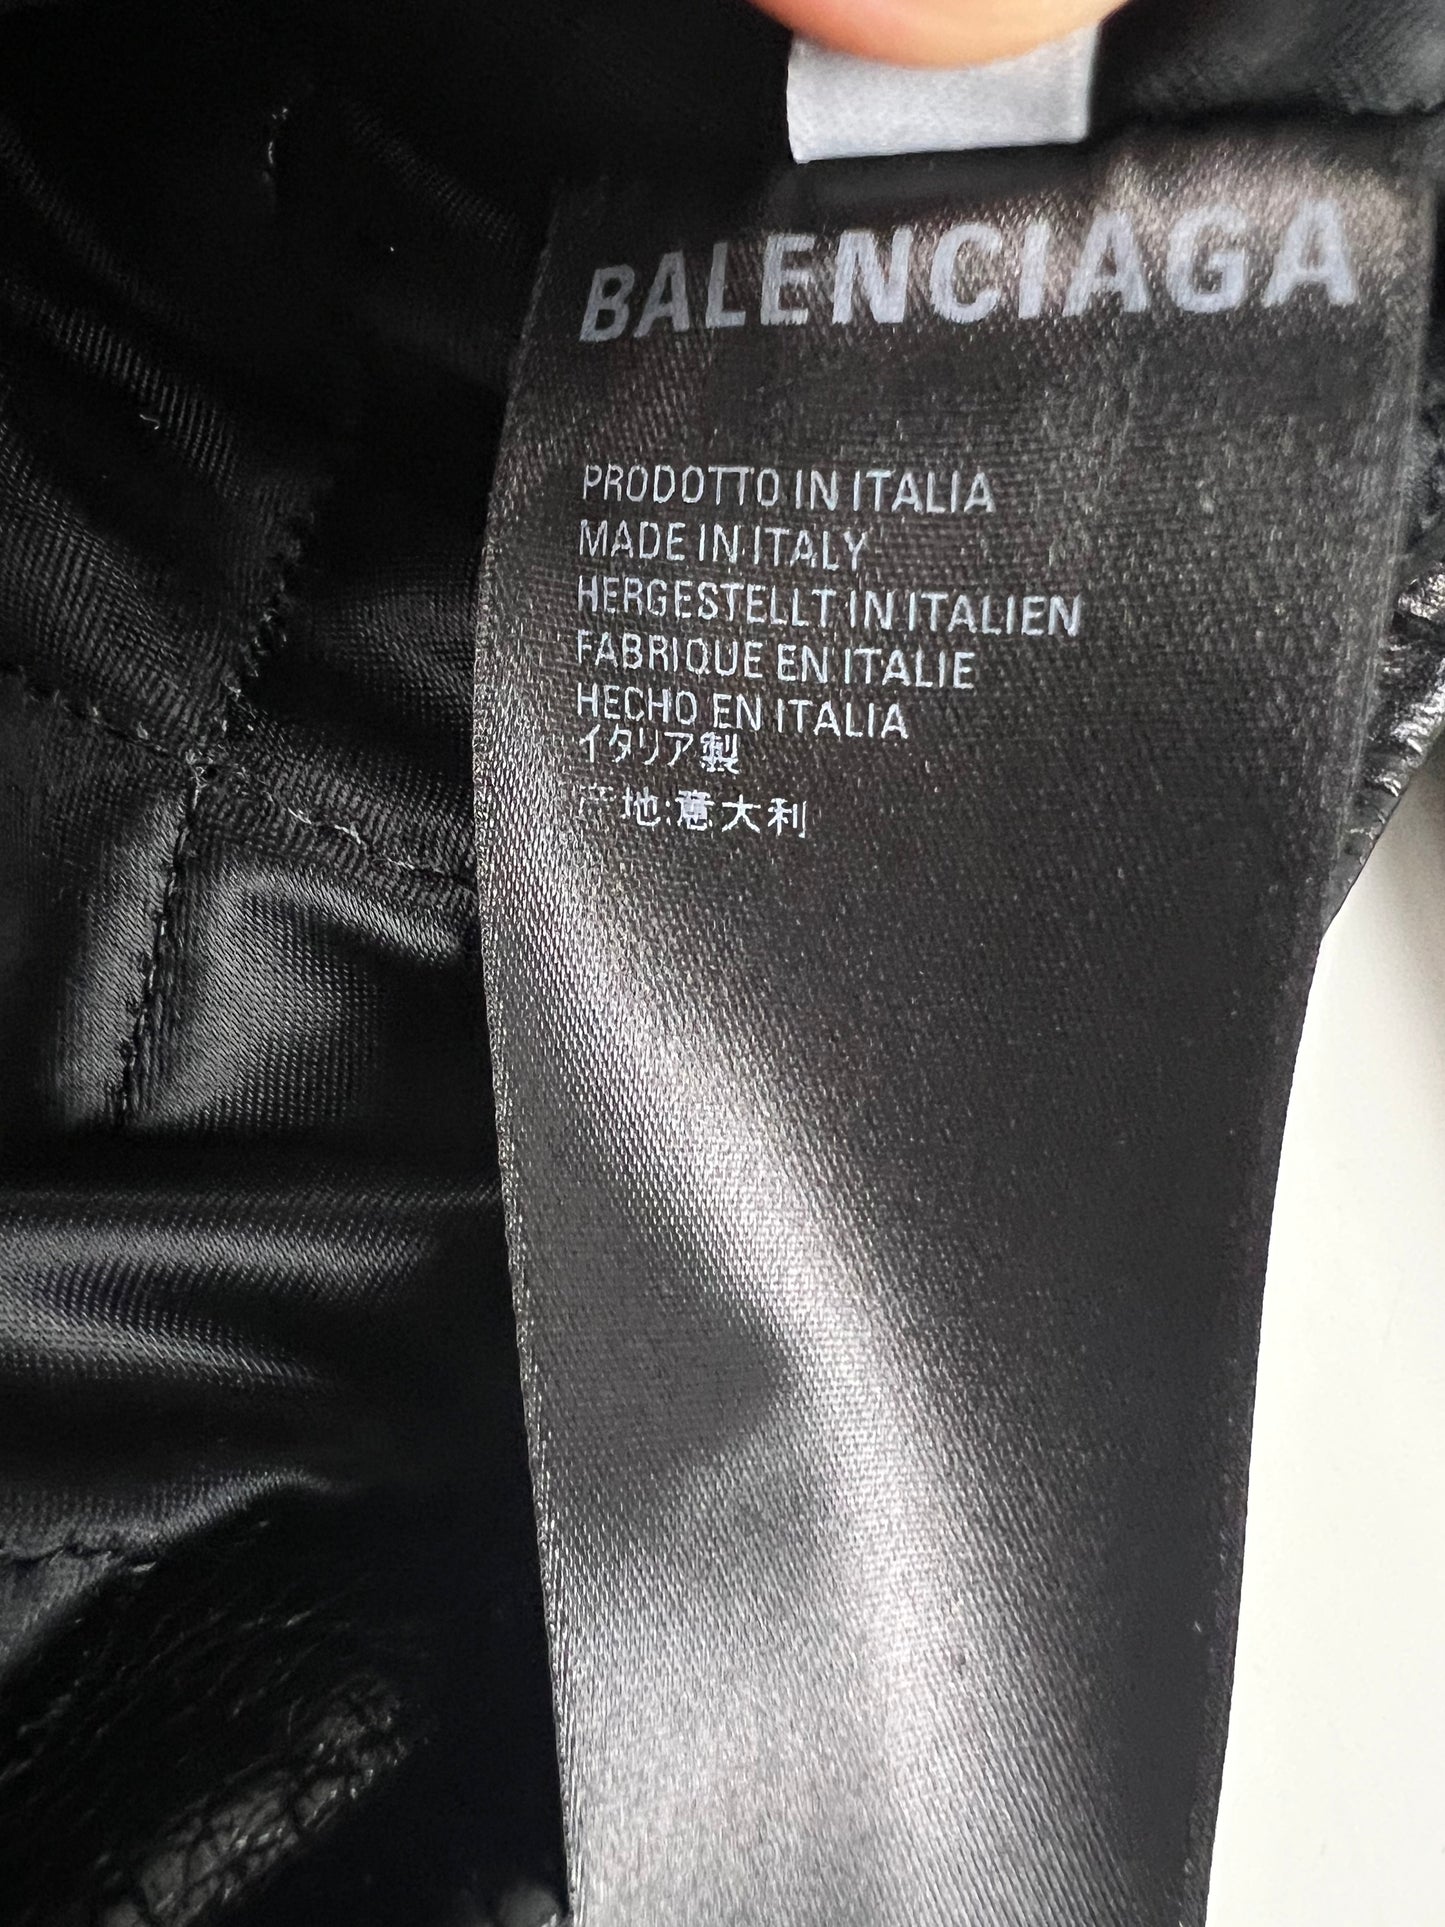 BALENCIAGA
PRODOTTO IN ITALIA
MADE IN ITALY
HERGESTELLT IN ITALIEN
FABRIQUE EN ITALIE
HECHO EN ITALIA
イタリア製
产地:意大利